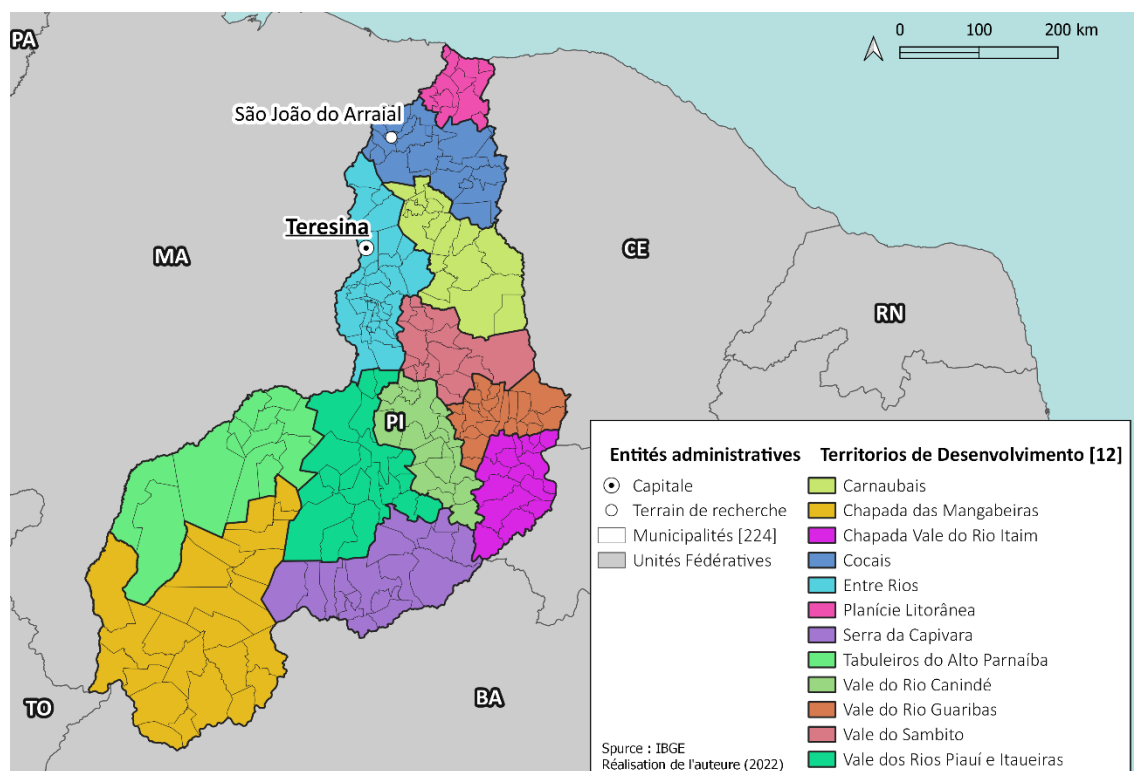 PA
0 100 200 km
São João do Arraial
Teresina
MA
CE
RN
PI
TO
BA
Entités administratives
Capitale
Terrain de recherche
Municipalités [224]
Unités Fédératives
Territorios de Desenvolvimento [12]
Carnaubais
Chapada das Mangabeiras
Chapada Vale do Rio Itaim
Cocais
Entre Rios
Planície Litorânea
Serra da Capivara
Tabuleiros do Alto Parnaíba
Vale do Rio Canindé
Vale do Rio Guaribas
Vale do Sambito
Vale dos Rios Piauí e Itaueiras
Spurce : IBGE
Réalisation de l'auteure (2022)